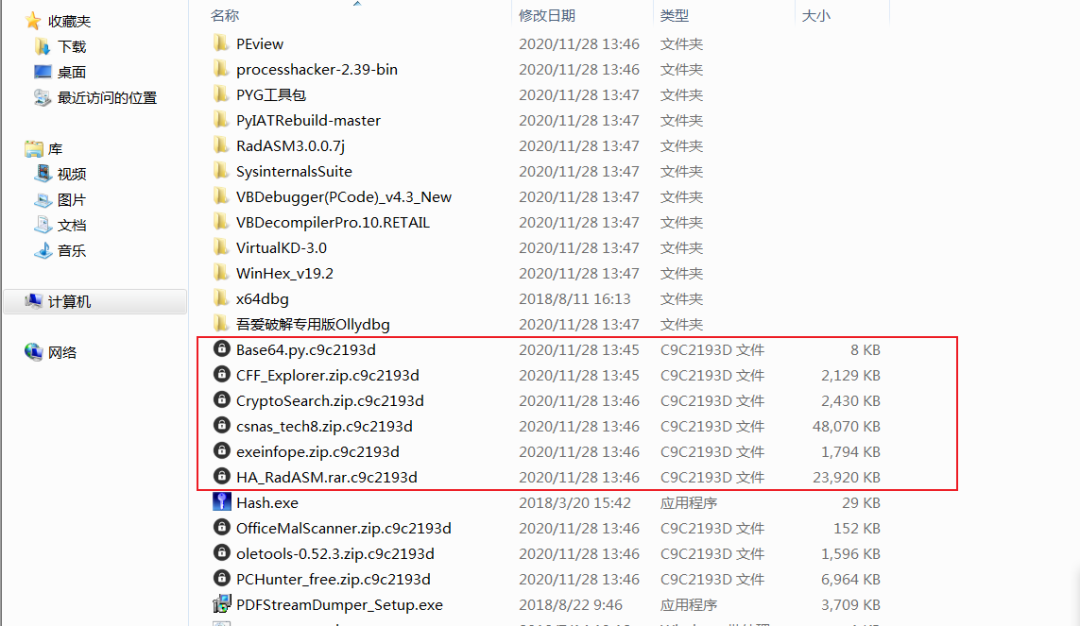 收藏夹
下载
桌面
最近访问的位置
库
视频
图片
文档
音乐
计算机
网络
名称 修改日期 类型 大小
PEview 2020/11/28 13:46 文件夹
processhacker-2.39-bin 2020/11/28 13:46 文件夹
PYG工具包 2020/11/28 13:47 文件夹
PyIATRebuild-master 2020/11/28 13:47 文件夹
RadASM3.0.0.7j 2020/11/28 13:47 文件夹
SysinternalsSuite 2020/11/28 13:47 文件夹
VBDebugger(PCode)_v4.3_New 2020/11/28 13:47 文件夹
VBDecompilerPro.10.RETAIL 2020/11/28 13:47 文件夹
VirtualKD-3.0 2020/11/28 13:47 文件夹
WinHex_v19.2 2020/11/28 13:47 文件夹
x64dbg 2018/8/11 16:13 文件夹
吾爱破解专用版Ollydbg 2020/11/28 13:47 文件夹
Base64.py.c9c2193d 2020/11/28 13:45 C9C2193D 文件 8 KB
CFF_Explorer.zip.c9c2193d 2020/11/28 13:45 C9C2193D 文件 2,129 KB
CryptoSearch.zip.c9c2193d 2020/11/28 13:46 C9C2193D 文件 2,430 KB
csnas_tech8.zip.c9c2193d 2020/11/28 13:46 C9C2193D 文件 48,070 KB
exeinfope.zip.c9c2193d 2020/11/28 13:46 C9C2193D 文件 1,794 KB
HA_RadASM.rar.c9c2193d 2020/11/28 13:46 C9C2193D 文件 23,920 KB
Hash.exe 2018/3/20 15:42 应用程序 29 KB
OfficeMalScanner.zip.c9c2193d 2020/11/28 13:46 C9C2193D 文件 152 KB
oletools-0.52.3.zip.c9c2193d 2020/11/28 13:46 C9C2193D 文件 1,596 KB
PCHunter_free.zip.c9c2193d 2020/11/28 13:46 C9C2193D 文件 6,964 KB
PDFStreamDumper_Setup.exe 2018/8/22 9:46 应用程序 3,709 KB